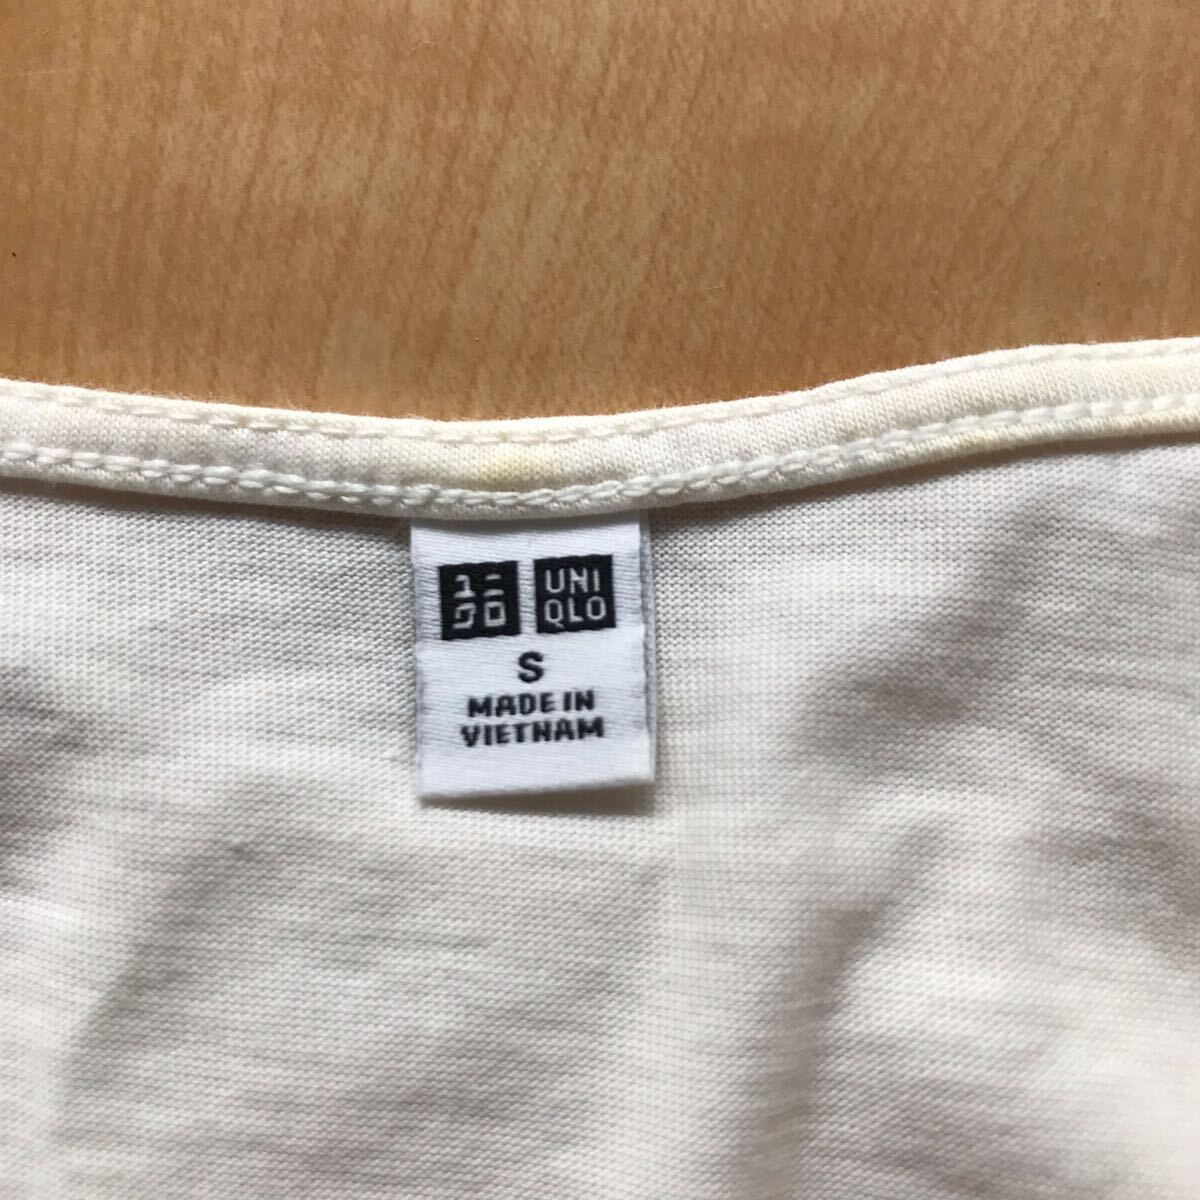 ユニ UNI
クロ QLO
S
MADE IN
VIETNAM